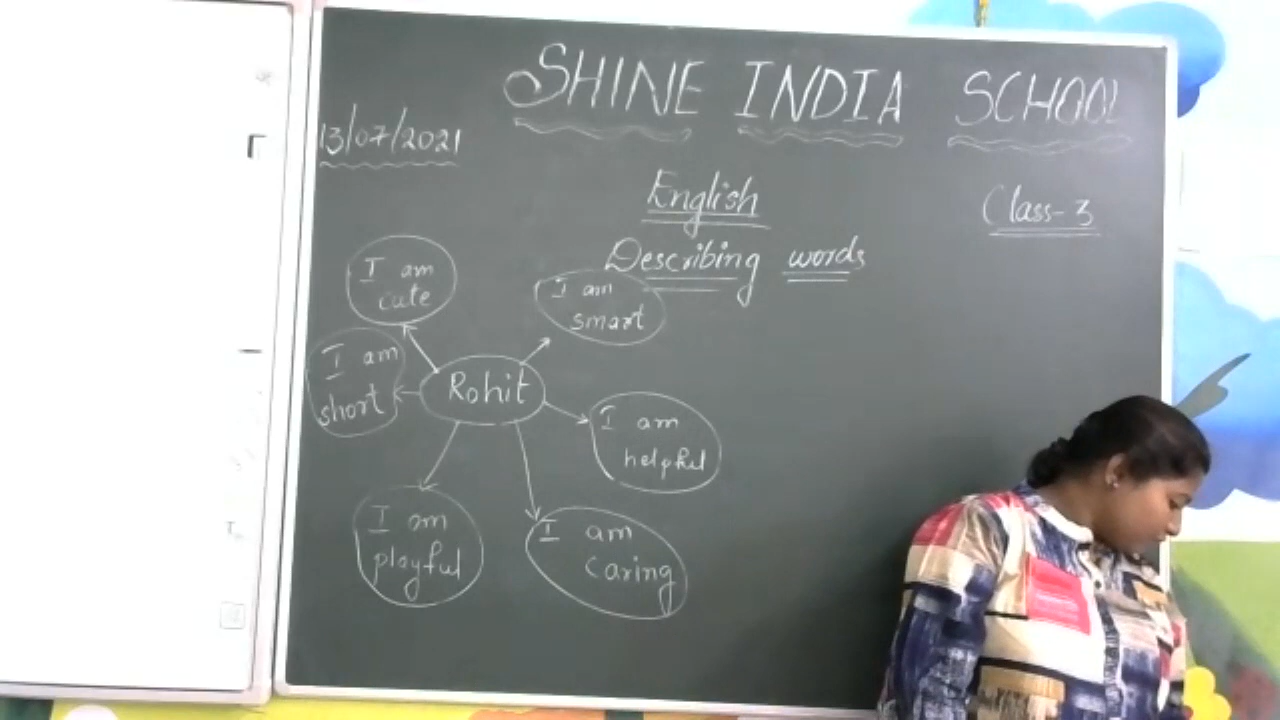 SHINE INDIA SCHOOL
13/07/2021
English
Class-3
Describing words
I am
cute
I am
smart
I am
short
Rohit
I am
helpful
I am
playful
I am
caring